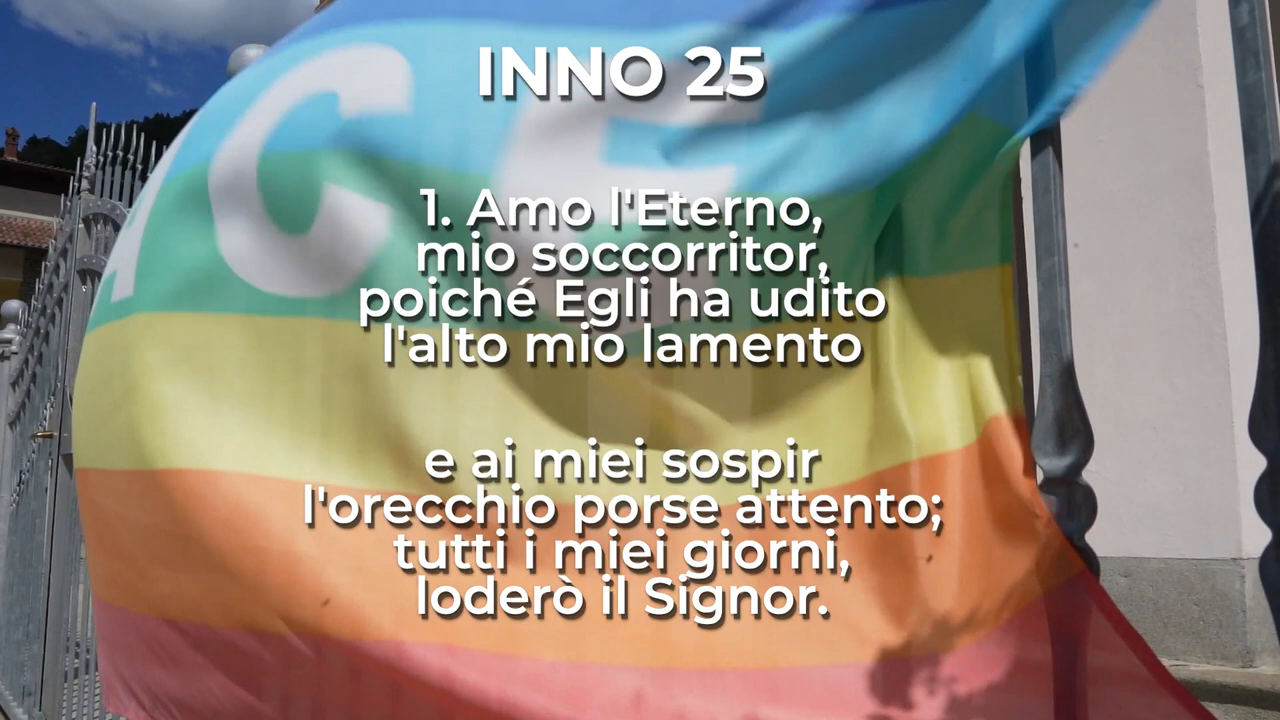 ACE
INNO 25
1. Amo l'Eterno,
mio soccorritor,
poiché Egli ha udito
l'alto mio lamento
e ai miei sospir
l'orecchio porse attento;
tutti i miei giorni,
loderò il Signor.